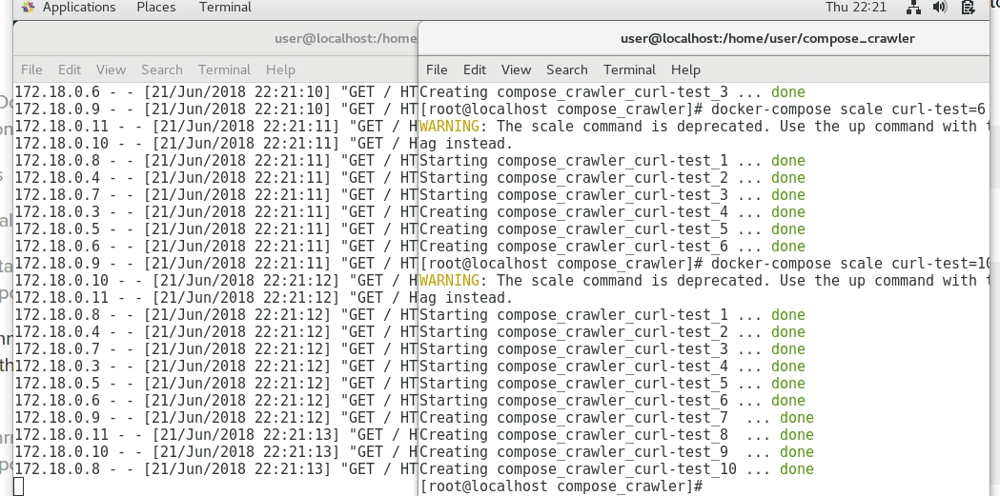 Applications Places Terminal Thu 22:21
user@localhost:/home
File Edit View Search Terminal Help
172.18.0.6 - - [21/Jun/2018 22:21:10] "GET / HT
172.18.0.9 - - [21/Jun/2018 22:21:10] "GET / HT
172.18.0.11 - - [21/Jun/2018 22:21:11] "GET / H
172.18.0.10 - - [21/Jun/2018 22:21:11] "GET / H
172.18.0.8 - - [21/Jun/2018 22:21:11] "GET / HT
172.18.0.4 - - [21/Jun/2018 22:21:11] "GET / HT
172.18.0.7 - - [21/Jun/2018 22:21:11] "GET / HT
172.18.0.3 - - [21/Jun/2018 22:21:11] "GET / HT
172.18.0.5 - - [21/Jun/2018 22:21:11] "GET / HT
172.18.0.6 - - [21/Jun/2018 22:21:11] "GET / HT
172.18.0.9 - - [21/Jun/2018 22:21:11] "GET / HT
172.18.0.10 - - [21/Jun/2018 22:21:12] "GET / H
172.18.0.11 - - [21/Jun/2018 22:21:12] "GET / H
172.18.0.8 - - [21/Jun/2018 22:21:12] "GET / HT
172.18.0.4 - - [21/Jun/2018 22:21:12] "GET / HT
172.18.0.7 - - [21/Jun/2018 22:21:12] "GET / HT
172.18.0.3 - - [21/Jun/2018 22:21:12] "GET / HT
172.18.0.5 - - [21/Jun/2018 22:21:12] "GET / HT
172.18.0.6 - - [21/Jun/2018 22:21:12] "GET / HT
172.18.0.9 - - [21/Jun/2018 22:21:12] "GET / HT
172.18.0.11 - - [21/Jun/2018 22:21:13] "GET / H
172.18.0.10 - - [21/Jun/2018 22:21:13] "GET / H
172.18.0.8 - - [21/Jun/2018 22:21:13] "GET / HT
user@localhost:/home/user/compose_crawler
File Edit View Search Terminal Help
Creating compose_crawler_curl-test_3 ... done
[root@localhost compose_crawler]# docker-compose scale curl-test=6
WARNING: The scale command is deprecated. Use the up command with t
ag instead.
Starting compose_crawler_curl-test_1 ... done
Starting compose_crawler_curl-test_2 ... done
Starting compose_crawler_curl-test_3 ... done
Creating compose_crawler_curl-test_4 ... done
Creating compose_crawler_curl-test_5 ... done
Creating compose_crawler_curl-test_6 ... done
[root@localhost compose_crawler]# docker-compose scale curl-test=10
WARNING: The scale command is deprecated. Use the up command with t
ag instead.
Starting compose_crawler_curl-test_1 ... done
Starting compose_crawler_curl-test_2 ... done
Starting compose_crawler_curl-test_3 ... done
Starting compose_crawler_curl-test_4 ... done
Starting compose_crawler_curl-test_5 ... done
Starting compose_crawler_curl-test_6 ... done
Creating compose_crawler_curl-test_7 ... done
Creating compose_crawler_curl-test_8 ... done
Creating compose_crawler_curl-test_9 ... done
Creating compose_crawler_curl-test_10 ... done
[root@localhost compose_crawler]#